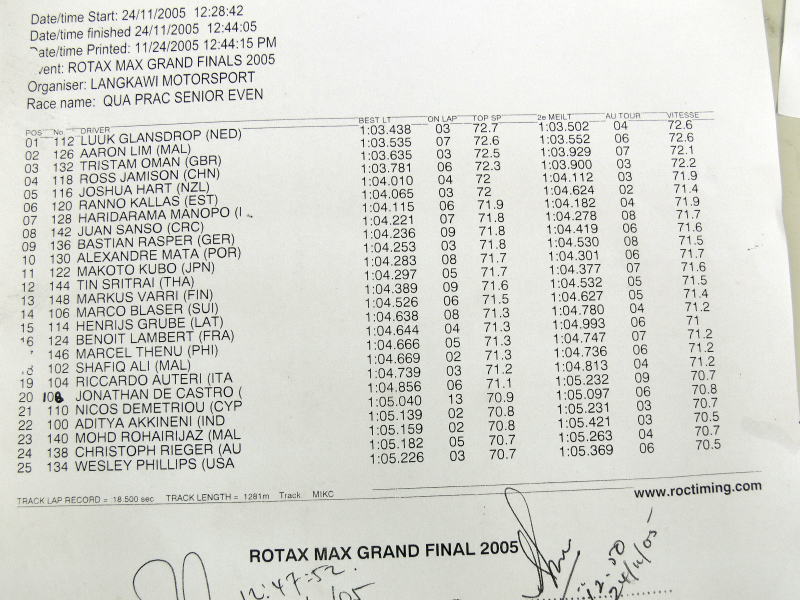 Date/time Start: 24/11/2005 12:28:42
Date/time finished 24/11/2005 12:44:05
ate/time Printed: 11/24/2005 12:44:15 PM
vent: ROTAX MAX GRAND FINALS 2005
Organiser: LANGKAWI MOTORSPORT
Race name: QUA PRAC SENIOR EVEN
POS No DRIVER BEST LT ON LAP TOP SP 2e MEILT AU TOUR VITESSE
01 112 LUUK GLANSDROP (NED) 1:03.438 03 72.7 1:03.502 04 72.6
02 126 AARON LIM (MAL) 1:03.535 07 72.6 1:03.552 06 72.6
03 132 TRISTAM OMAN (GBR) 1:03.635 03 72.5 1:03.929 07 72.1
04 118 ROSS JAMISON (CHN) 1:03.781 06 72.3 1:03.900 03 72.2
05 116 JOSHUA HART (NZL) 1:04.010 04 72 1:04.112 03 71.9
06 120 RANNO KALLAS (EST) 1:04.065 03 72 1:04.624 02 71.4
07 128 HARIDARAMA MANOPO (I 1:04.115 06 71.9 1:04.182 04 71.9
08 142 JUAN SANSO (CRC) 1:04.221 07 71.8 1:04.278 08 71.7
09 136 BASTIAN RASPER (GER) 1:04.236 09 71.8 1:04.419 06 71.6
10 130 ALEXANDRE MATA (POR) 1:04.253 03 71.8 1:04.530 08 71.5
11 122 MAKOTO KUBO (JPN) 1:04.283 08 71.7 1:04.301 06 71.7
12 144 TIN SRITRAI (THA) 1:04.297 05 71.7 1:04.377 07 71.6
13 148 MARKUS VARRI (FIN) 1:04.389 09 71.6 1:04.532 05 71.5
14 106 MARCO BLASER (SUI) 1:04.526 06 71.5 1:04.627 05 71.4
15 114 HENRIJS GRUBE (LAT) 1:04.638 08 71.3 1:04.780 04 71.2
16 124 BENOIT LAMBERT (FRA) 1:04.644 04 71.3 1:04.993 06 71
146 MARCEL THENU (PHI) 1:04.666 05 71.3 1:04.747 07 71.2
102 SHAFIQ ALI (MAL) 1:04.669 02 71.3 1:04.736 06 71.2
19 104 RICCARDO AUTERI (ITA 1:04.739 03 71.2 1:04.813 04 71.2
20 108 JONATHAN DE CASTRO ( 1:04.856 06 71.1 1:05.232 09 70.7
21 110 NICOS DEMETRIOU (CYP 1:05.040 13 70.9 1:05.097 06 70.8
22 100 ADITYA AKKINENI (IND 1:05.139 02 70.8 1:05.231 03 70.7
23 140 MOHD ROHAIRIJAZ (MAL 1:05.159 02 70.8 1:05.421 03 70.5
24 138 CHRISTOPH RIEGER (AU 1:05.182 05 70.7 1:05.263 04 70.7
25 134 WESLEY PHILLIPS (USA 1:05.226 03 70.7 1:05.369 06 70.5
TRACK LAP RECORD = 18.500 sec TRACK LENGTH = 1281m Track MIKC
www.roctiming.com
ROTAX MAX GRAND FINAL 2005
12:47:52.
12:50
24/11/05